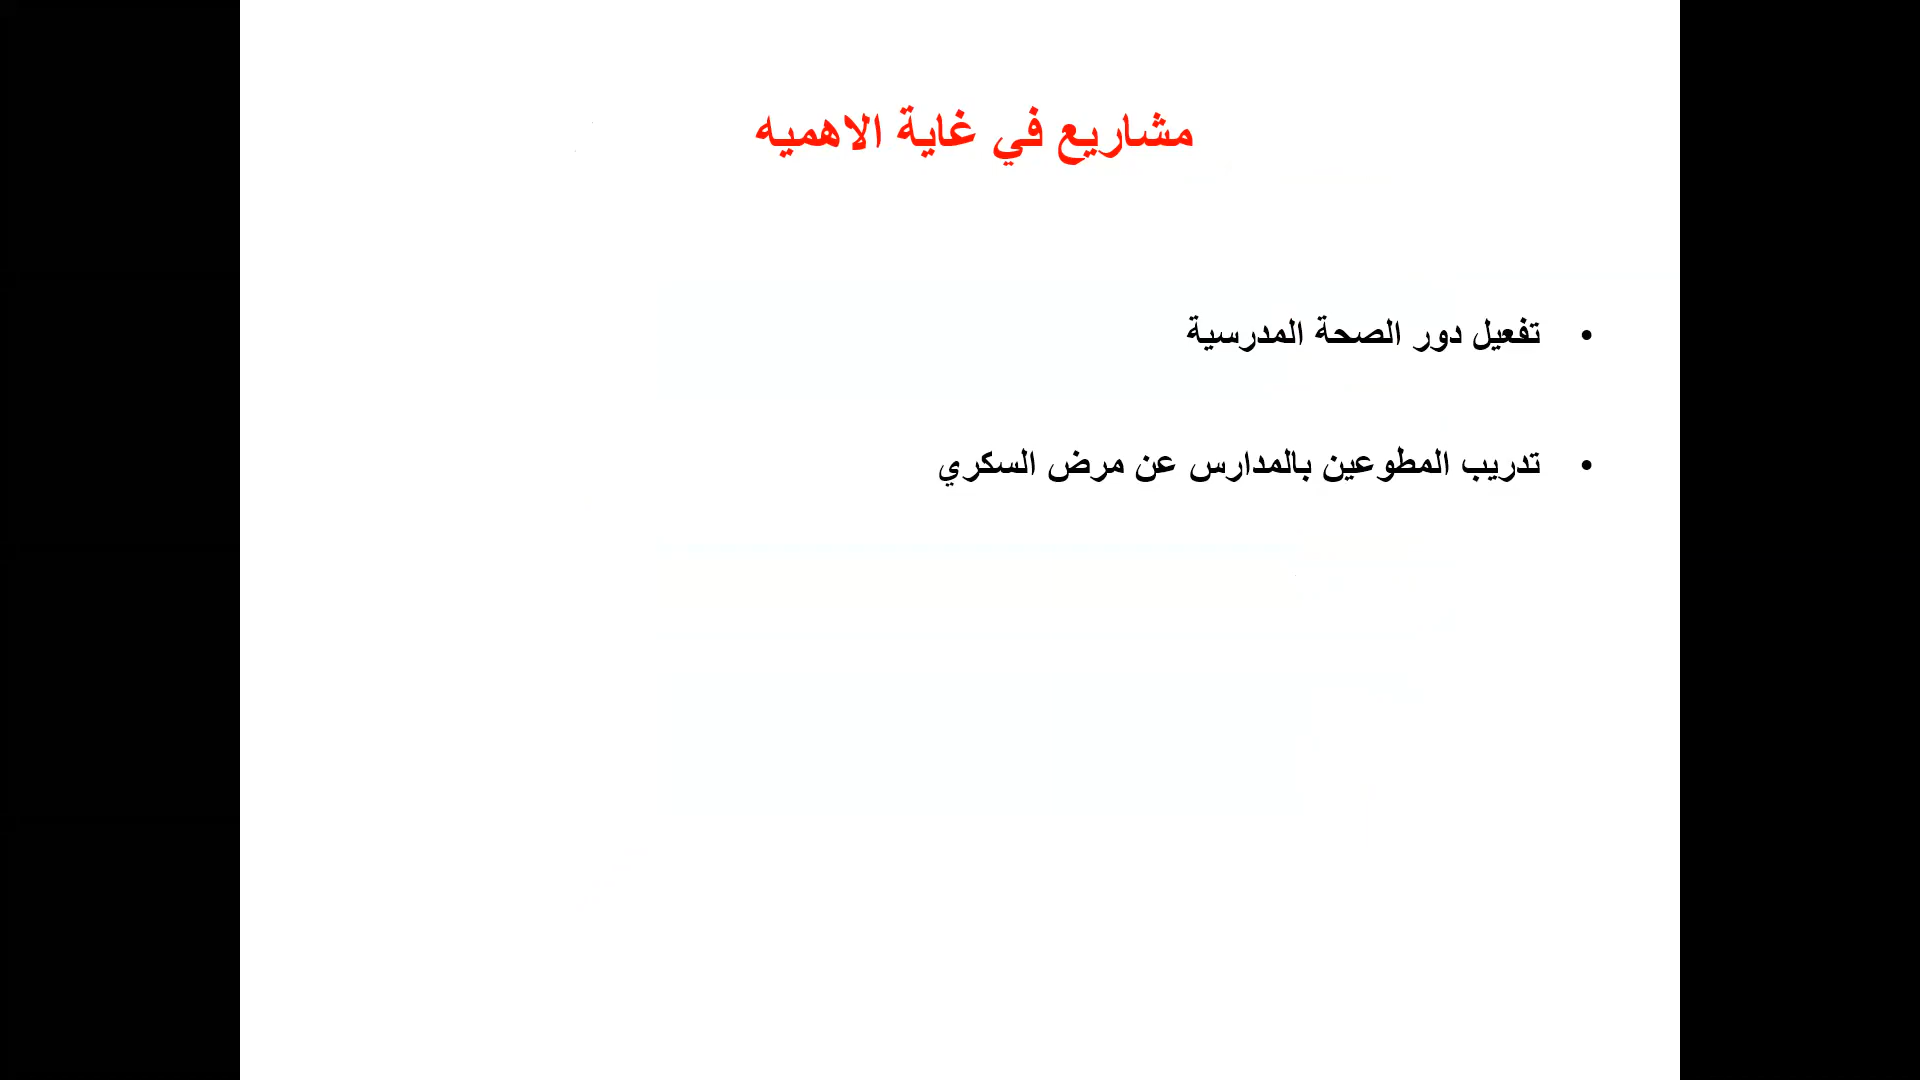 مشاريع في غاية الاهميه
• تفعيل دور الصحة المدرسية
• تدريب المطوعين بالمدارس عن مرض السكري